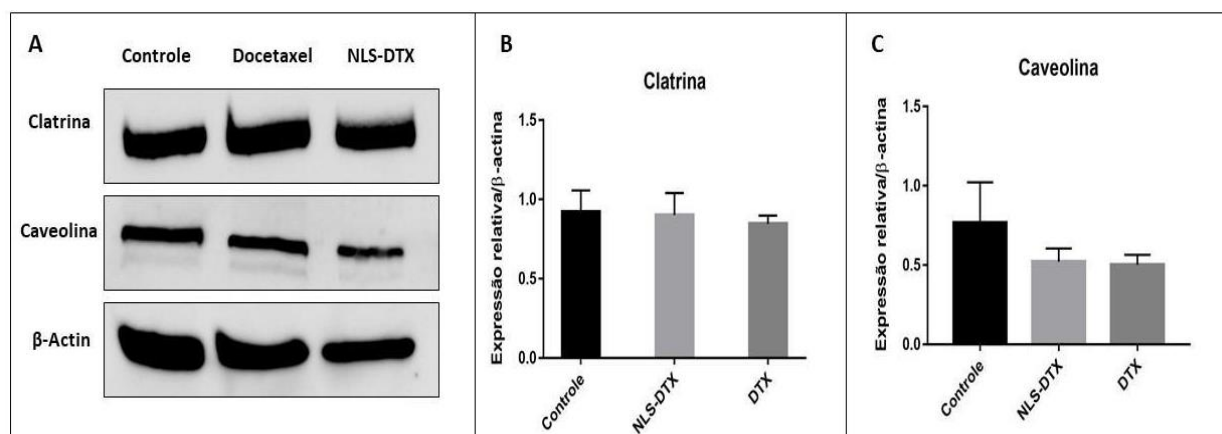 A
Controle Docetaxel NLS-DTX
Clatrina
Caveolina
β-Actin
B
Clatrina
Expressão relativa/β-actina
1.5
1.0
0.5
0.0
Controle
NLS-DTX
DTX
C
Caveolina
Expressão relativa/β-actina
1.5
1.0
0.5
0.0
Controle
NLS-DTX
DTX